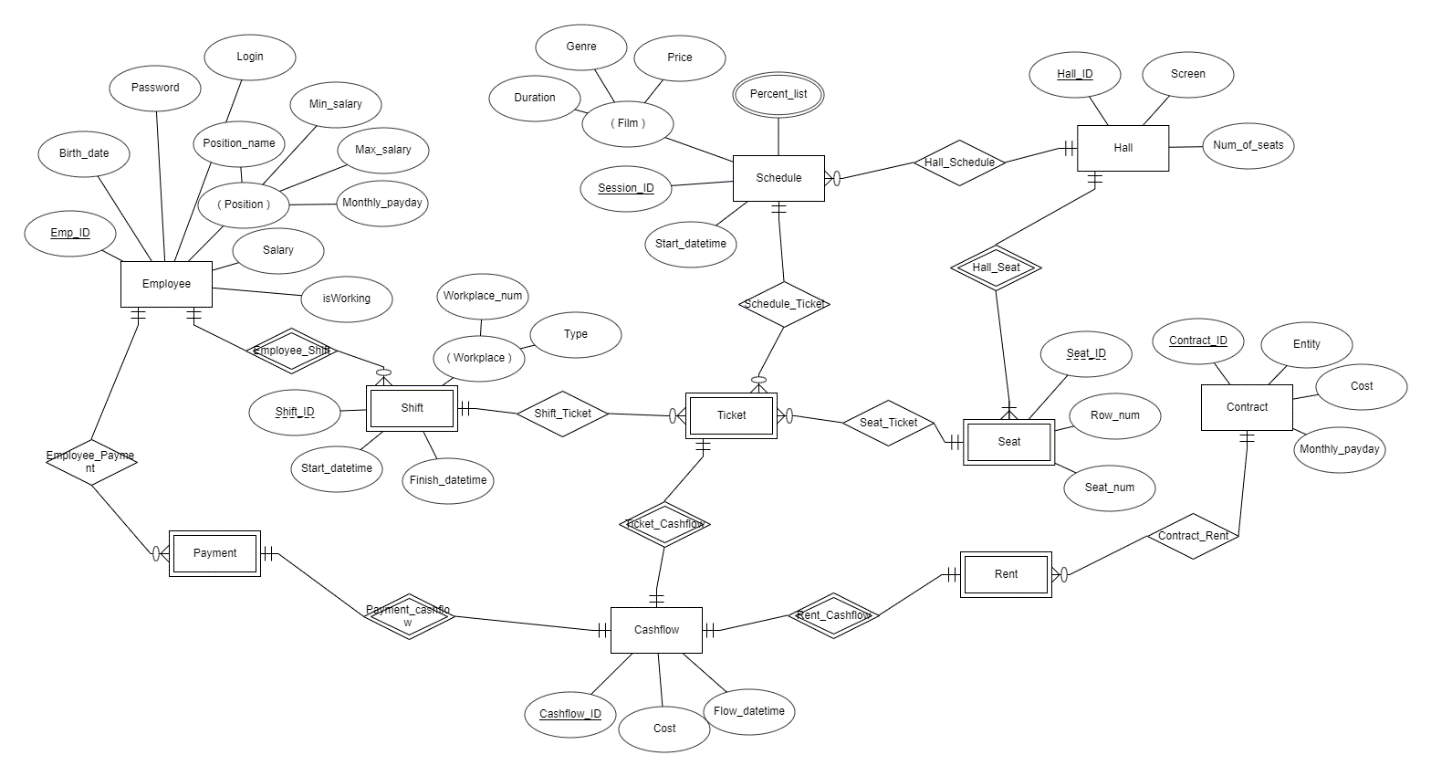 Login
Genre
Price
Password
Hall_ID
Screen
Duration
Percent_list
Min_salary
( Film )
Position_name
Max_salary
Hall
Num_of_seats
Birth_date
Hall_Schedule
Schedule
Session_ID
( Position )
Monthly_payday
Emp_ID
Start_datetime
Salary
Hall_Seat
Employee
isWorking
Workplace_num
Schedule_Ticket
Type
Contract_ID
Entity
Employee_Shift
( Workplace )
Seat_ID
Cost
Shift_ID
Shift
Shift_Ticket
Ticket
Seat_Ticket
Row_num
Contract
Seat
Employee_Payme
nt
Start_datetime
Finish_datetime
Seat_num
Monthly_payday
Ticket_Cashflow
Contract_Rent
Payment
Rent
Payment_cashflo
w
Rent_Cashflow
Cashflow
Cashflow_ID
Cost
Flow_datetime